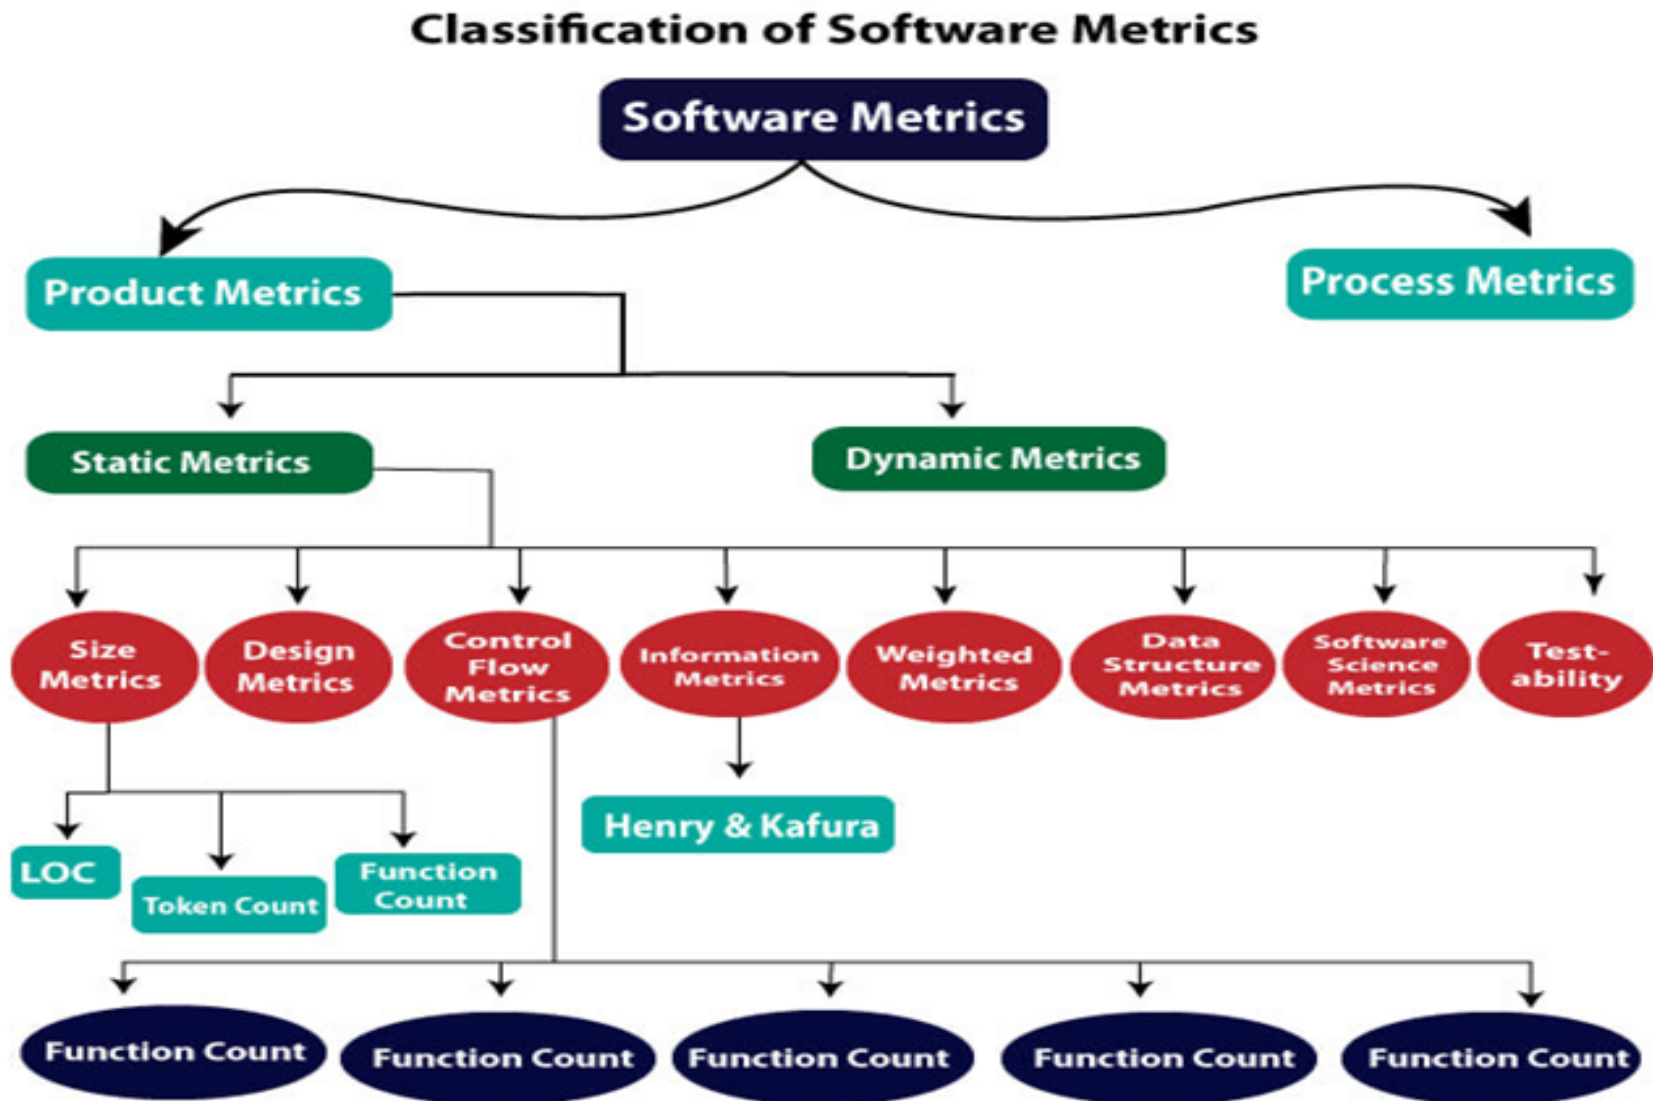 Classification of Software Metrics
Software Metrics
Product Metrics
Process Metrics
Static Metrics
Dynamic Metrics
Size
Metrics
Design
Metrics
Control
Flow
Metrics
Information
Metrics
Weighted
Metrics
Data
Structure
Metrics
Software
Science
Metrics
Test-
ability
Henry & Kafura
LOC
Token Count
Function
Count
Function Count
Function Count
Function Count
Function Count
Function Count